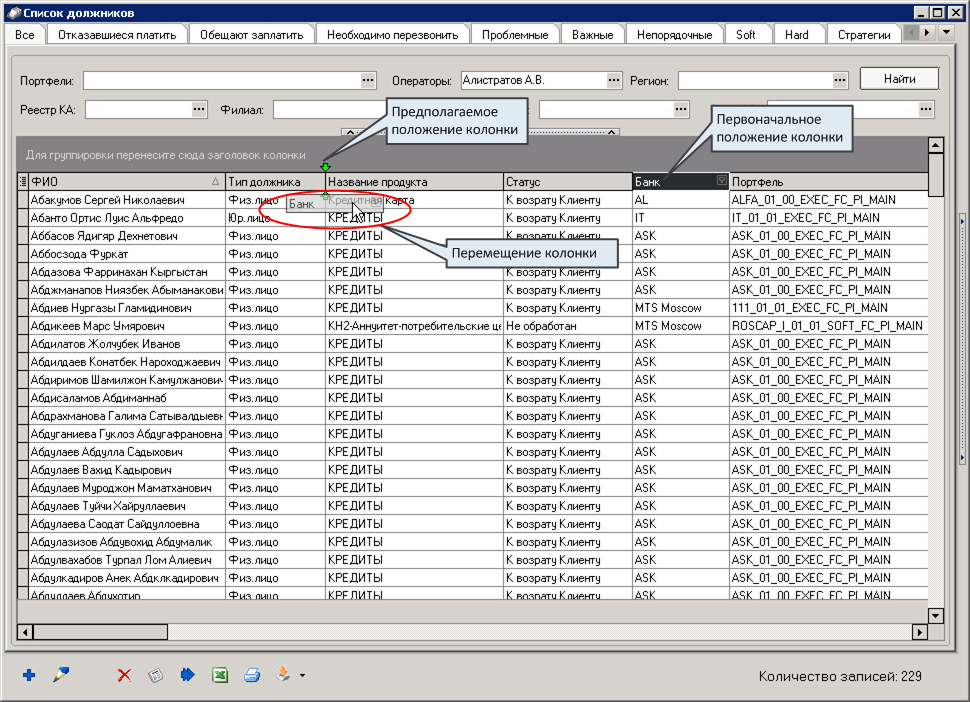 Список должников
Все Отказавшиеся платить Обещают заплатить Необходимо перезвонить Проблемные Важные Непорядочные Soft Hard Стратегии
Портфели: Операторы: Алистратов А.В. Регион: Найти
Реестр КА: Филиал:
Предполагаемое
положение колонки
Первоначальное
положение колонки
Для группировки перенесите сюда заголовок колонки
ФИО Тип должника Название продукта Статус Банк Портфель
Абакумов Сергей Николаевич Физ.лицо Кредитная карта К возрату Клиенту AL ALFA_01_00_EXEC_FC_PI_MAIN
Банк
Абанто Ортис Луис Альфредо Юр.лицо КРЕДИТЫ К возрату Клиенту IT IT_01_01_EXEC_FC_PI_MAIN
Аббасов Ядигяр Дехнетович Физ.лицо КРЕДИТЫ К возрату Клиенту ASK ASK_01_00_EXEC_FC_PI_MAIN
Перемещение колонки
Аббосзода Фуркат Физ.лицо КРЕДИТЫ ASK ASK_01_00_EXEC_FC_PI_MAIN
Абдазова Фарринахан Кыргыстан Физ.лицо КРЕДИТЫ К возрату Клиенту ASK ASK_01_00_EXEC_FC_PI_MAIN
Абджманапов Ниязбек Абыманакови Физ.лицо КРЕДИТЫ К возрату Клиенту ASK ASK_01_00_EXEC_FC_PI_MAIN
Абдиев Нургазы Гламидинович Физ.лицо КРЕДИТЫ К возрату Клиенту MTS Moscow 111_01_01_EXEC_FC_PI_MAIN
Абдикеев Марс Умярович Физ.лицо КН2-Аннуитет-потребительские це Не обработан MTS Moscow ROSCAP_I_01_01_SOFT_FC_PI_MAIN
Абдилатов Жолчубек Иванов Физ.лицо КРЕДИТЫ К возрату Клиенту ASK ASK_01_00_EXEC_FC_PI_MAIN
Абдилдаев Конатбек Нароходжаевич Физ.лицо КРЕДИТЫ К возрату Клиенту ASK ASK_01_00_EXEC_FC_PI_MAIN
Абдиримов Шамилжон Камулжанович Физ.лицо КРЕДИТЫ К возрату Клиенту ASK ASK_01_00_EXEC_FC_PI_MAIN
Абдисаламов Абдиманнаб Физ.лицо КРЕДИТЫ К возрату Клиенту ASK ASK_01_00_EXEC_FC_PI_MAIN
Абдрахманова Галима Сатывалдыевн Физ.лицо КРЕДИТЫ К возрату Клиенту ASK ASK_01_00_EXEC_FC_PI_MAIN
Абдуганиева Гуклоз Абдугафрановна Физ.лицо КРЕДИТЫ К возрату Клиенту ASK ASK_01_00_EXEC_FC_PI_MAIN
Абдулаев Абдулла Садыхович Физ.лицо КРЕДИТЫ К возрату Клиенту ASK ASK_01_00_EXEC_FC_PI_MAIN
Абдулаев Вахид Кадырович Физ.лицо КРЕДИТЫ К возрату Клиенту ASK ASK_01_00_EXEC_FC_PI_MAIN
Абдулаев Муроджон Маматханович Физ.лицо КРЕДИТЫ К возрату Клиенту ASK ASK_01_00_EXEC_FC_PI_MAIN
Абдулаев Туйчи Хайруллаевич Физ.лицо КРЕДИТЫ К возрату Клиенту ASK ASK_01_00_EXEC_FC_PI_MAIN
Абдулаева Саодат Сайдуллоевна Физ.лицо КРЕДИТЫ К возрату Клиенту ASK ASK_01_00_EXEC_FC_PI_MAIN
Абдулазизов Абдувохид Абдумалик Физ.лицо КРЕДИТЫ К возрату Клиенту ASK ASK_01_00_EXEC_FC_PI_MAIN
Абдулвахабов Турпал Лом Алиевич Физ.лицо КРЕДИТЫ К возрату Клиенту ASK ASK_01_00_EXEC_FC_PI_MAIN
Абдулкадиров Анек Абдклкадирович Физ.лицо КРЕДИТЫ К возрату Клиенту ASK ASK_01_00_EXEC_FC_PI_MAIN
Абдуллаев Абдухотир Физ.лицо КРЕДИТЫ К возрату Клиенту ASK ASK_01_00_EXEC_FC_PI_MAIN
Количество записей: 229